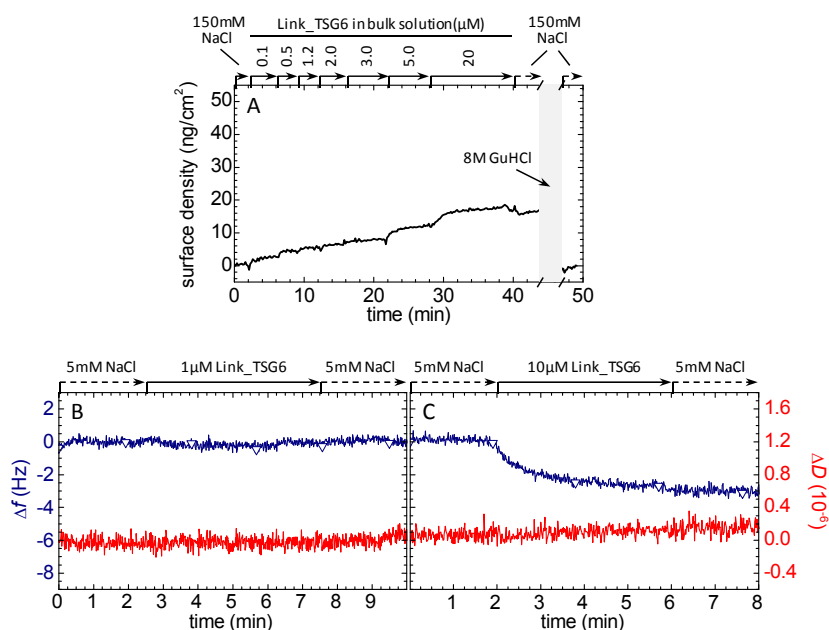 150mM NaCl
Link_TSG6 in bulk solution(μM)
150mM NaCl
0.1 0.5 1.2 2.0 3.0 5.0 20
A
8M GuHCl
surface density (ng/cm²)
50
40
30
20
10
0
0 10 20 30 40 50
time (min)
5mM NaCl 1μM Link_TSG6 5mM NaCl
5mM NaCl 10μM Link_TSG6 5mM NaCl
B
C
Δf (Hz)
2
0
-2
-4
-6
-8
0 1 2 3 4 5 6 7 8 9
time (min)
1 2 3 4 5 6 7 8
time (min)
1.6
1.2
0.8
0.4
0.0
-0.4
ΔD (10⁻⁶)